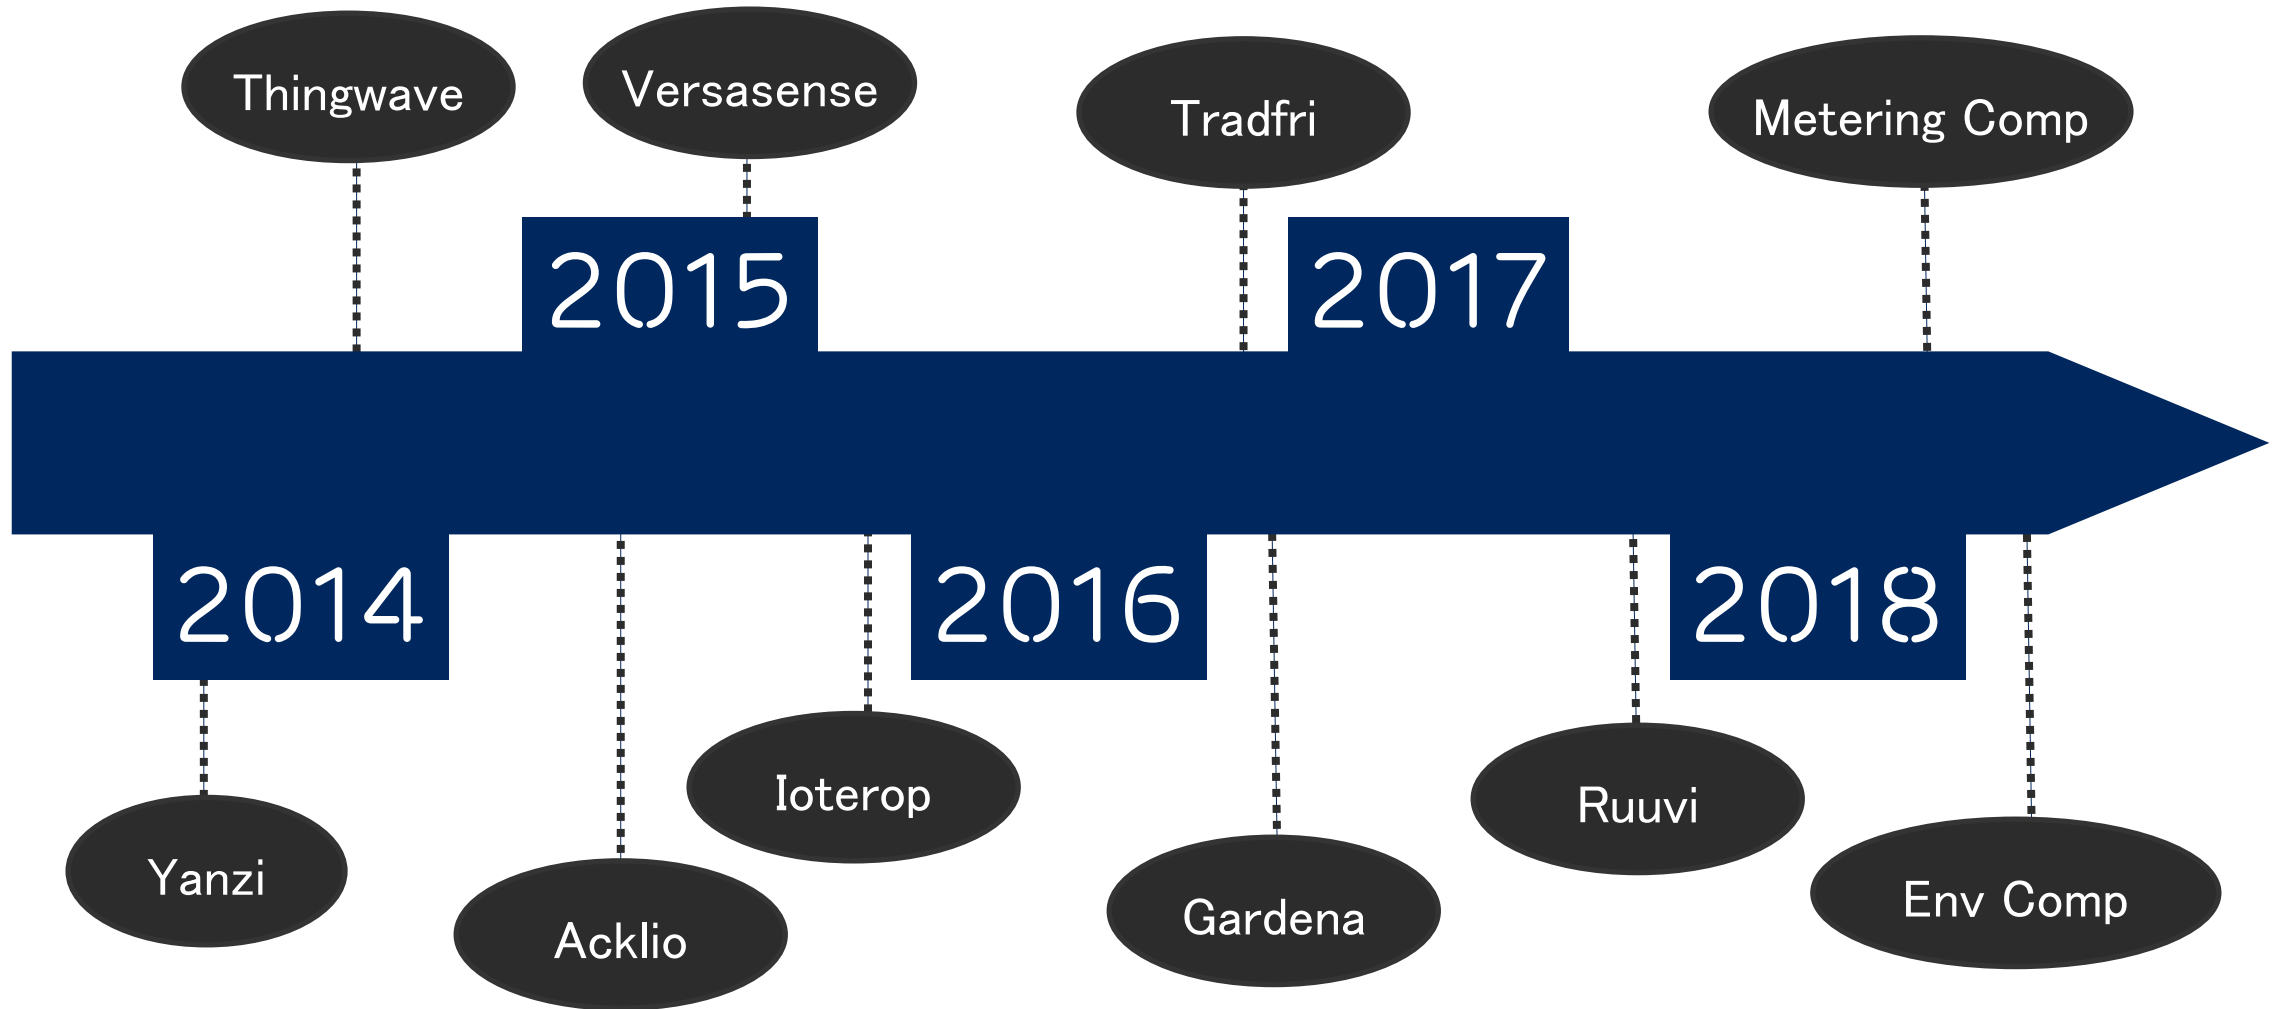 Thingwave
Versasense
Tradfri
Metering Comp
2015
2017
2014
2016
2018
Yanzi
Acklio
Ioterop
Gardena
Ruuvi
Env Comp